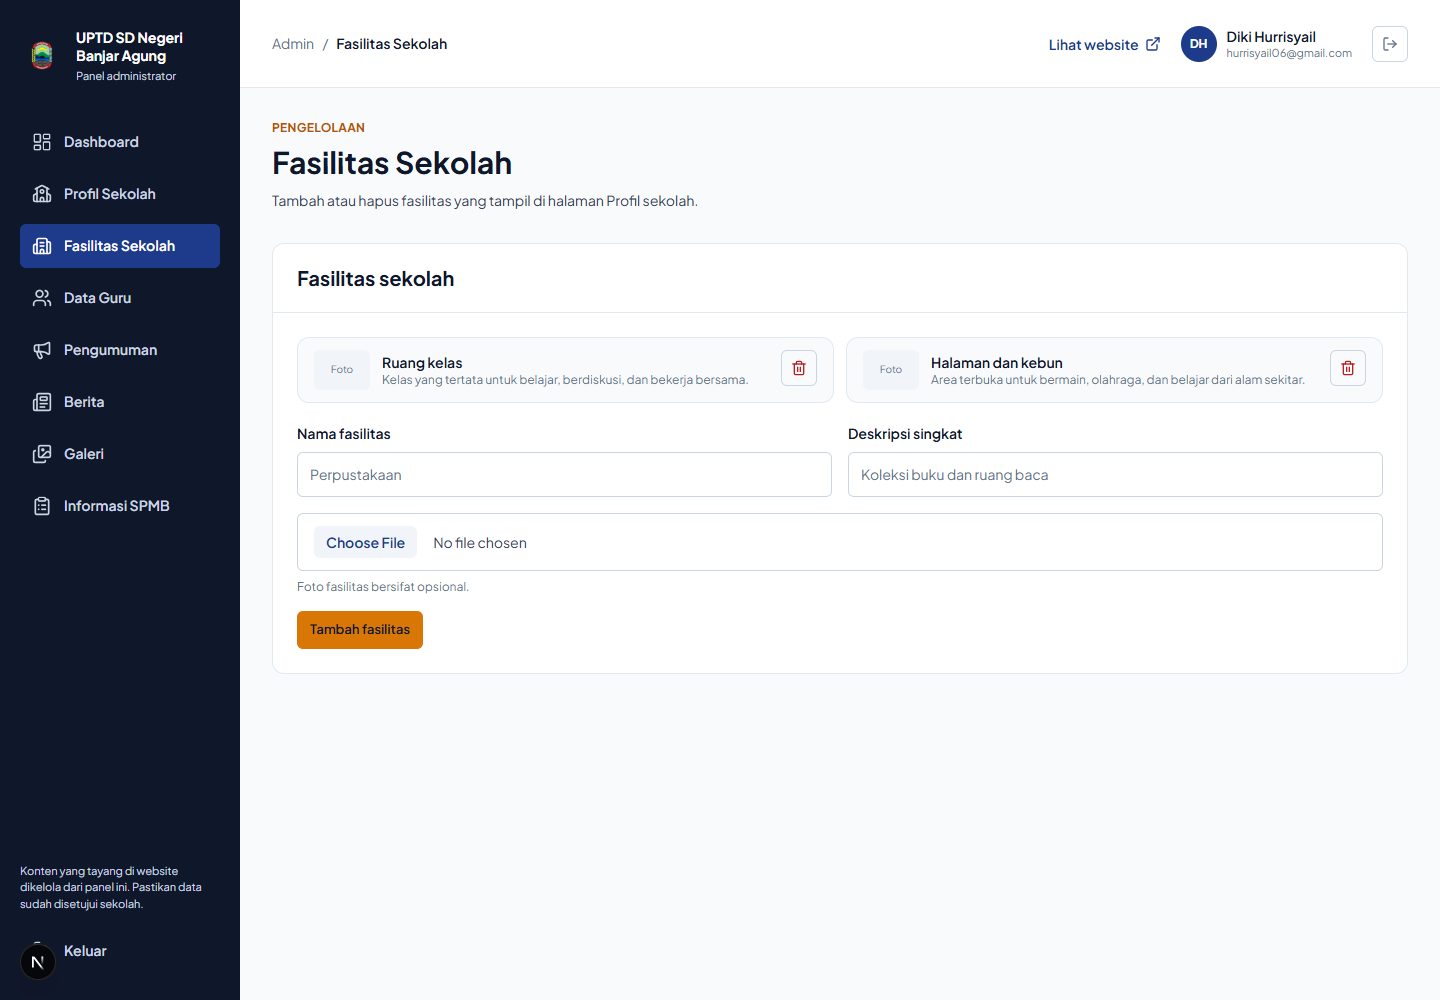 UPTD SD Negeri
Banjar Agung
Panel administrator
Dashboard
Profil Sekolah
Fasilitas Sekolah
Data Guru
Pengumuman
Berita
Galeri
Informasi SPMB
Konten yang tayang di website
dikelola dari panel ini. Pastikan data
sudah disetujui sekolah.
Keluar
N
Admin / Fasilitas Sekolah
Lihat website
DH
Diki Hurrisyail
hurrisyail06@gmail.com
PENGELOLAAN
Fasilitas Sekolah
Tambah atau hapus fasilitas yang tampil di halaman Profil sekolah.
Fasilitas sekolah
Foto
Ruang kelas
Kelas yang tertata untuk belajar, berdiskusi, dan bekerja bersama.
Foto
Halaman dan kebun
Area terbuka untuk bermain, olahraga, dan belajar dari alam sekitar.
Nama fasilitas
Perpustakaan
Deskripsi singkat
Koleksi buku dan ruang baca
Choose File No file chosen
Foto fasilitas bersifat opsional.
Tambah fasilitas